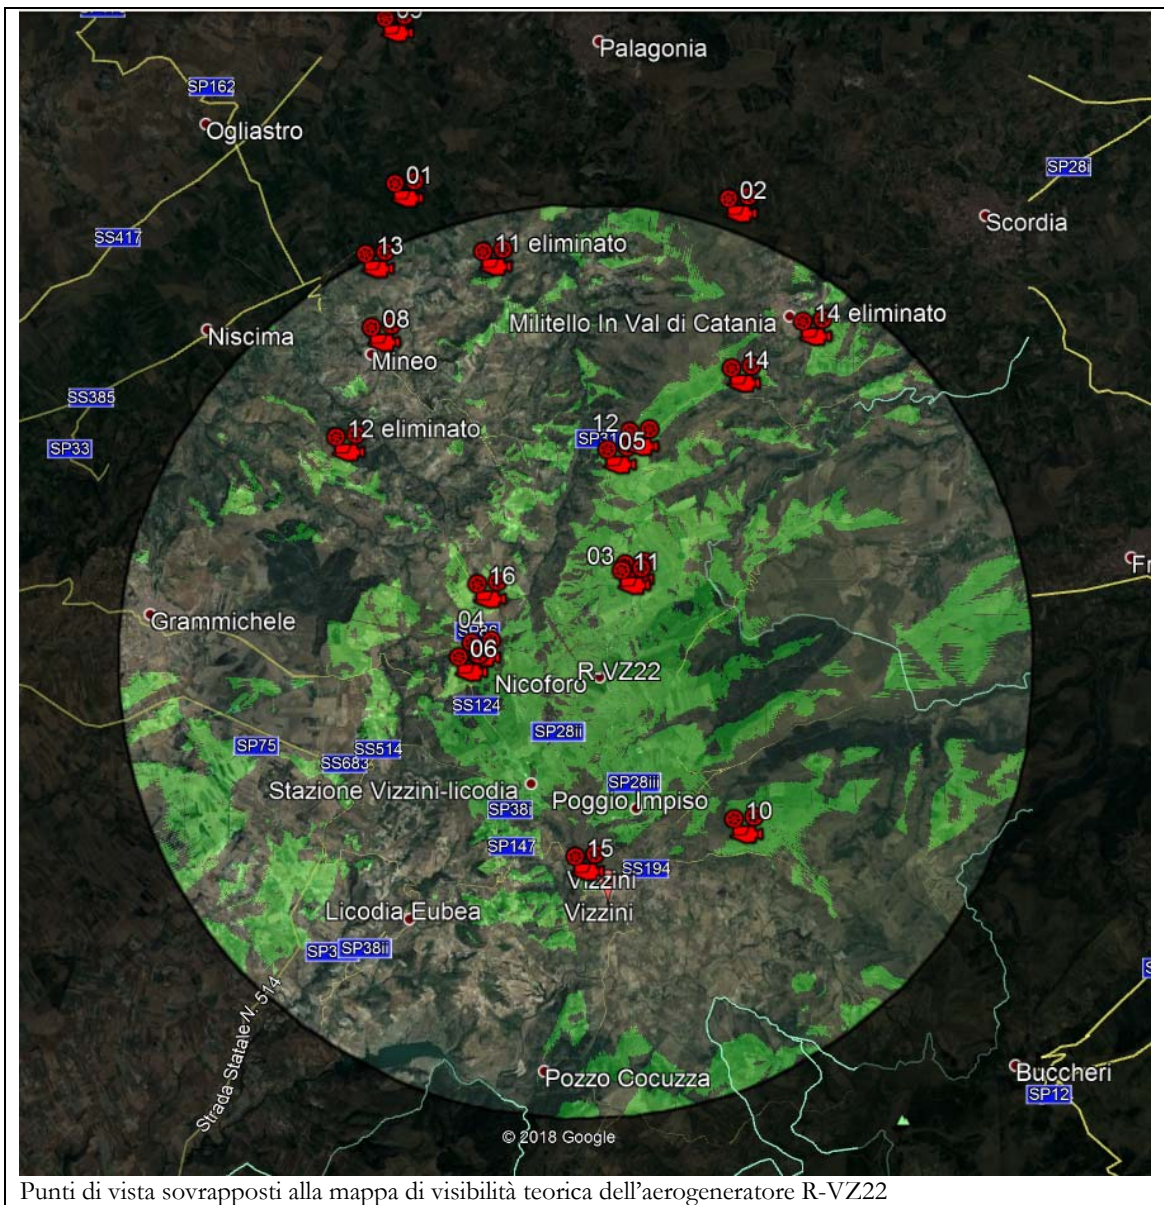 Palagonia
SP162
Ogliastro
SP28i
01
02
Scordia
SS417
13
11 eliminato
08
Niscima
Mineo
Militello In Val di Catania
14 eliminato
14
SS385
SP33
12 eliminato
12
05
03
11
16
Grammichele
04
06
R-VZ22
Nicoforo
SS124
SP28ii
SP75
SS514
SS683
Stazione Vizzini-licodia
SP28iii
SP38i
Poggio Impiso
10
SP147
15
SS194
Vizzini
Vizzini
Licodia Eubea
SP38ii
Strada Statale N. 514
Pozzo Cocuzza
Buccheri
SP12
© 2018 Google
Punti di vista sovrapposti alla mappa di visibilità teorica dell'aerogeneratore R-VZ22